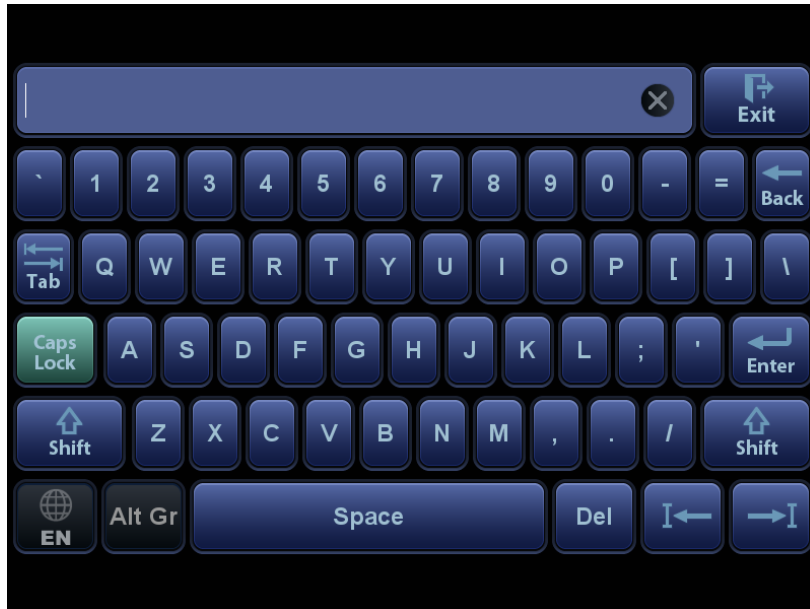 Exit
` 1 2 3 4 5 6 7 8 9 0 - = Back
Tab Q W E R T Y U I O P [ ] \
Caps Lock A S D F G H J K L ; ' Enter
Shift Z X C V B N M , . / Shift
EN Alt Gr Space Del